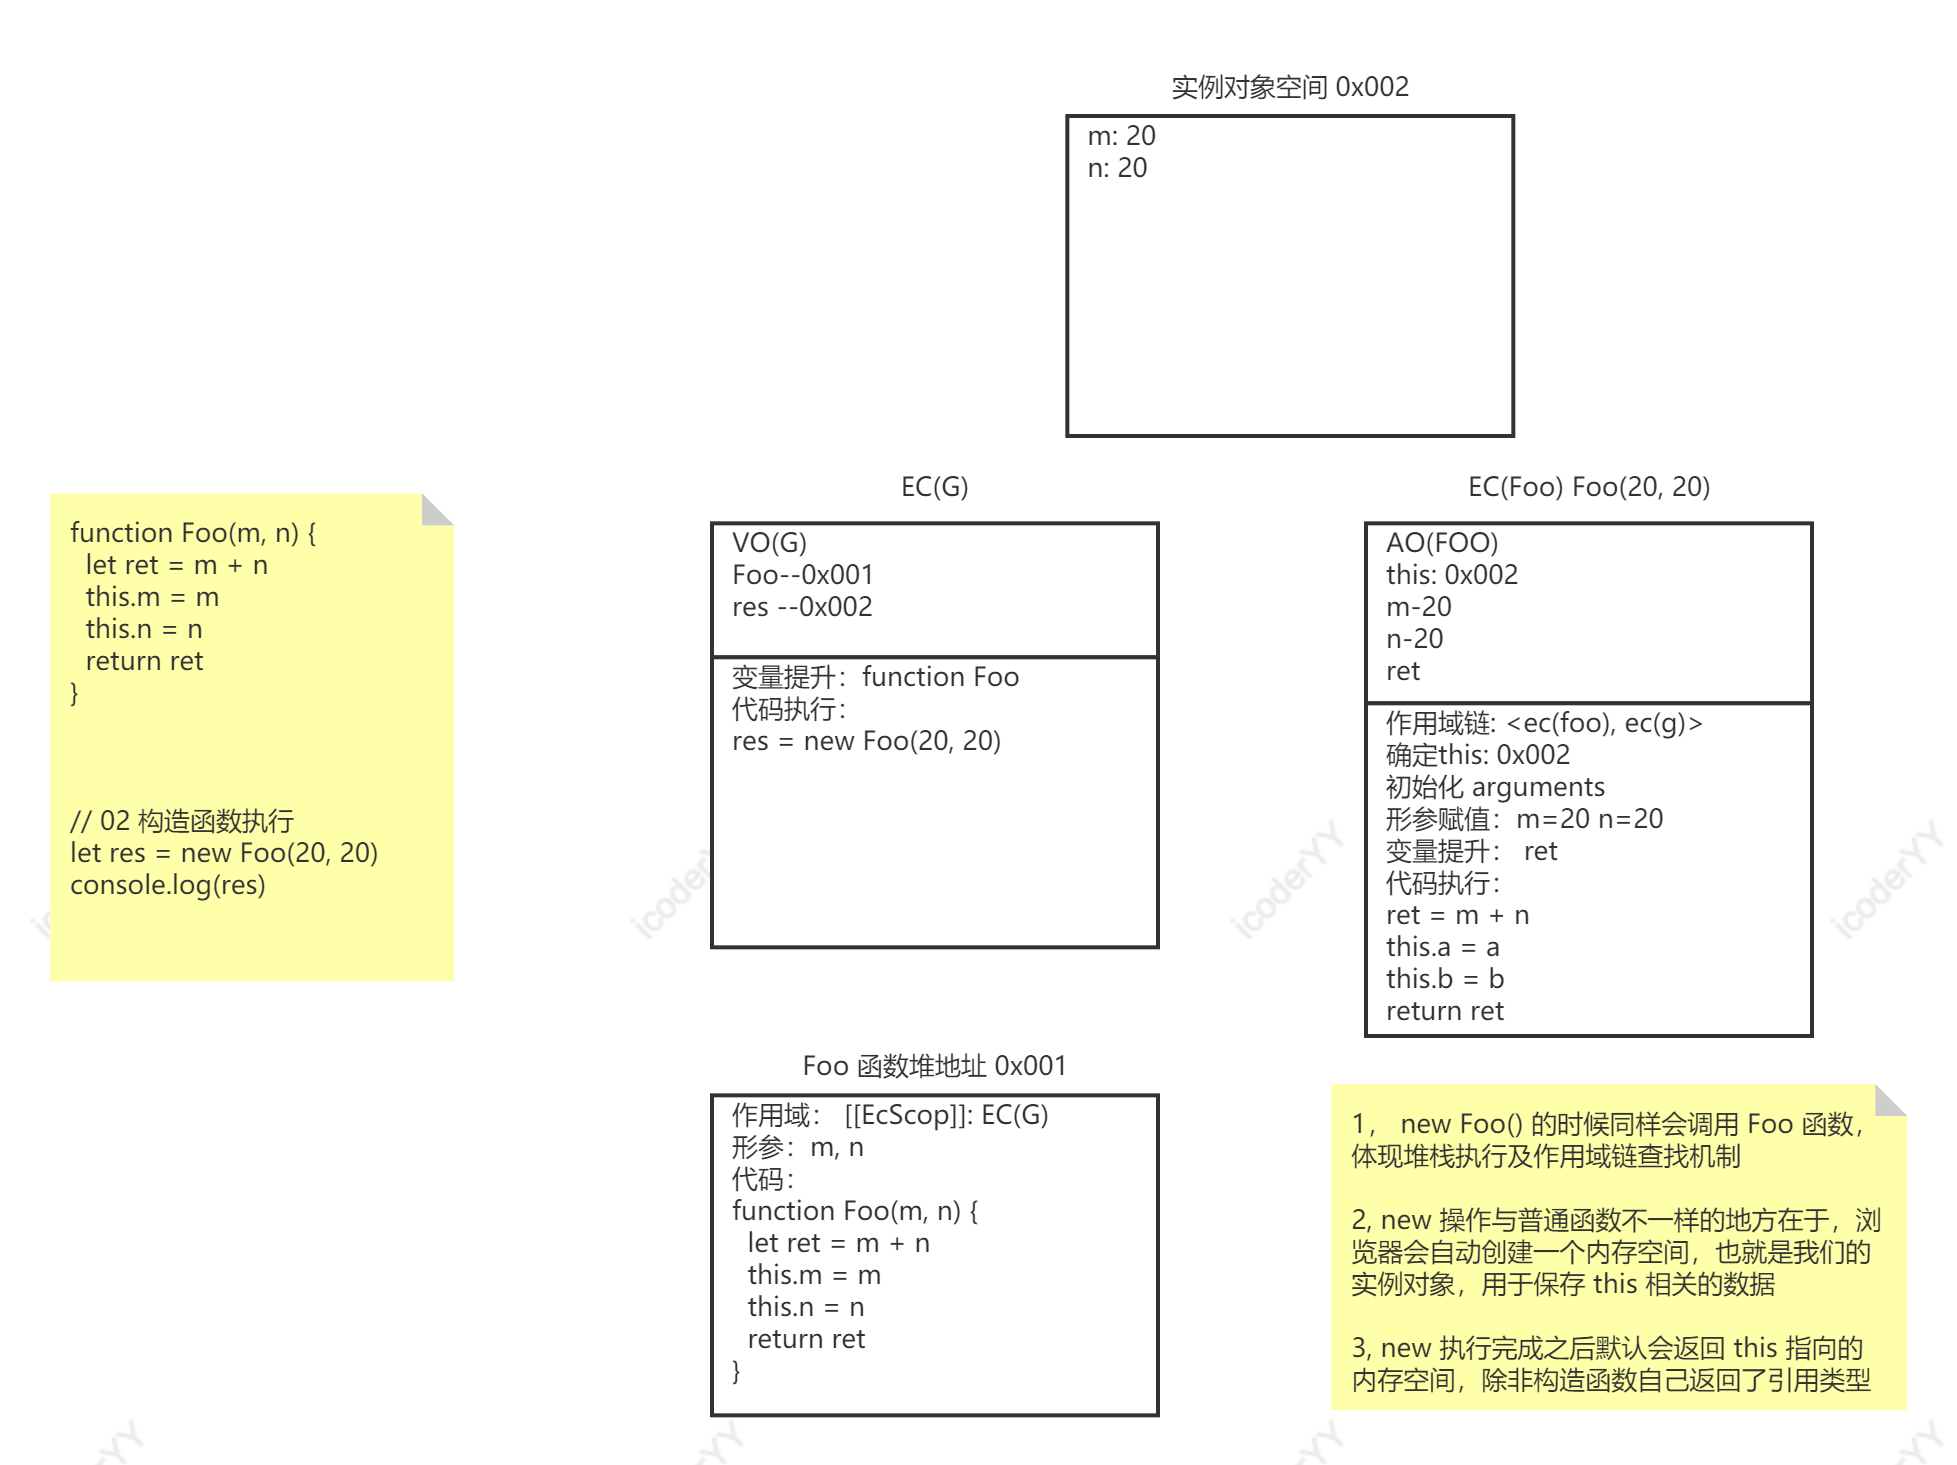 实例对象空间 0x002
m: 20
n: 20
function Foo(m, n) {
  let ret = m + n
  this.m = m
  this.n = n
  return ret
}
// 02 构造函数执行
let res = new Foo(20, 20)
console.log(res)
EC(G)
VO(G)
Foo--0x001
res --0x002
变量提升：function Foo
代码执行：
res = new Foo(20, 20)
EC(Foo) Foo(20, 20)
AO(FOO)
this: 0x002
m-20
n-20
ret
作用域链: <ec(foo), ec(g)>
确定this: 0x002
初始化 arguments
形参赋值：m=20 n=20
变量提升： ret
代码执行：
ret = m + n
this.a = a
this.b = b
return ret
Foo 函数堆地址 0x001
作用域： [[EcScop]]: EC(G)
形参：m, n
代码：
function Foo(m, n) {
  let ret = m + n
  this.m = m
  this.n = n
  return ret
}
1， new Foo() 的时候同样会调用 Foo 函数，
体现堆栈执行及作用域链查找机制
2, new 操作与普通函数不一样的地方在于，浏
览器会自动创建一个内存空间，也就是我们的
实例对象，用于保存 this 相关的数据
3, new 执行完成之后默认会返回 this 指向的
内存空间，除非构造函数自己返回了引用类型
icoderYY
icoderYY